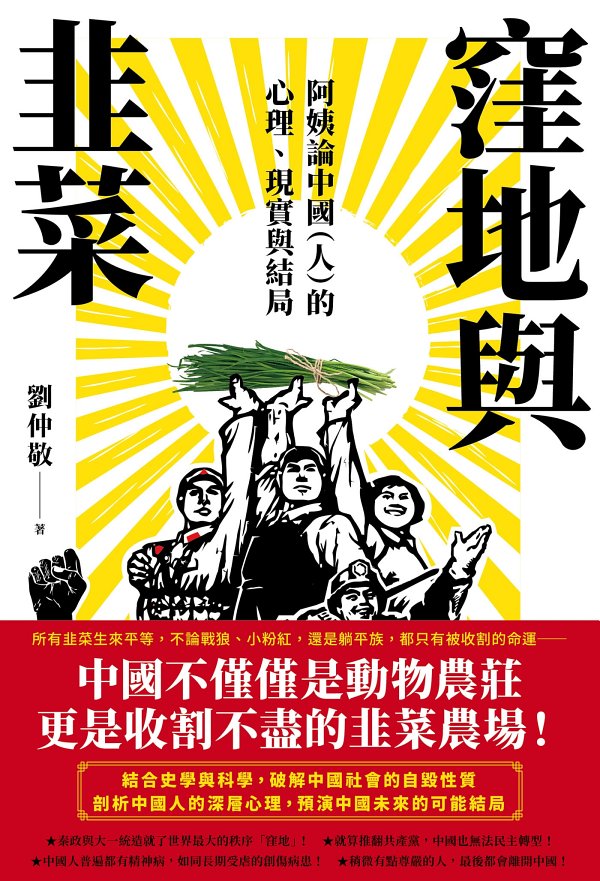 窪地與
韭菜
阿姨論中國（人）的
心理、現實與結局
劉仲敬
著
所有韭菜生來平等，不論戰狼、小粉紅，還是躺平族，都只有被收割的命運——
中國不僅僅是動物農莊
更是收割不盡的韭菜農場！
結合史學與科學，破解中國社會的自毀性質
剖析中國人的深層心理，預演中國未來的可能結局
★秦政與大一統造就了世界最大的秩序「窪地」！ ★就算推翻共產黨，中國也無法民主轉型！
★中國人普遍都有精神病，如同長期受虐的創傷病患！ ★稍微有點尊嚴的人，最後都會離開中國！